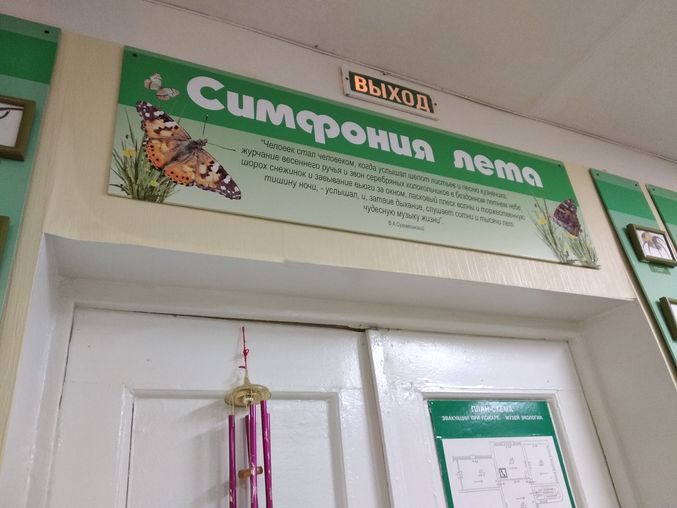 ВЫХОД
Симфония лета
"Человек стал человеком, когда услышал шепот листьев и песню кузнечика,
журчание весеннего ручья и звон серебряных колокольчиков в бездонном летнем небе,
шорох снежинок и завывание вьюги за окном, ласковый плеск волны и торжественную
тишину ночи, - услышал, и, затаив дыхание, слушает сотни и тысячи лет
чудесную музыку жизни".
В.А.Сухомлинский
ПЛАН-СХЕМА
ЭВАКУАЦИИ ПРИ ПОЖАРЕ. МУЗЕЙ ЭКОЛОГИИ.